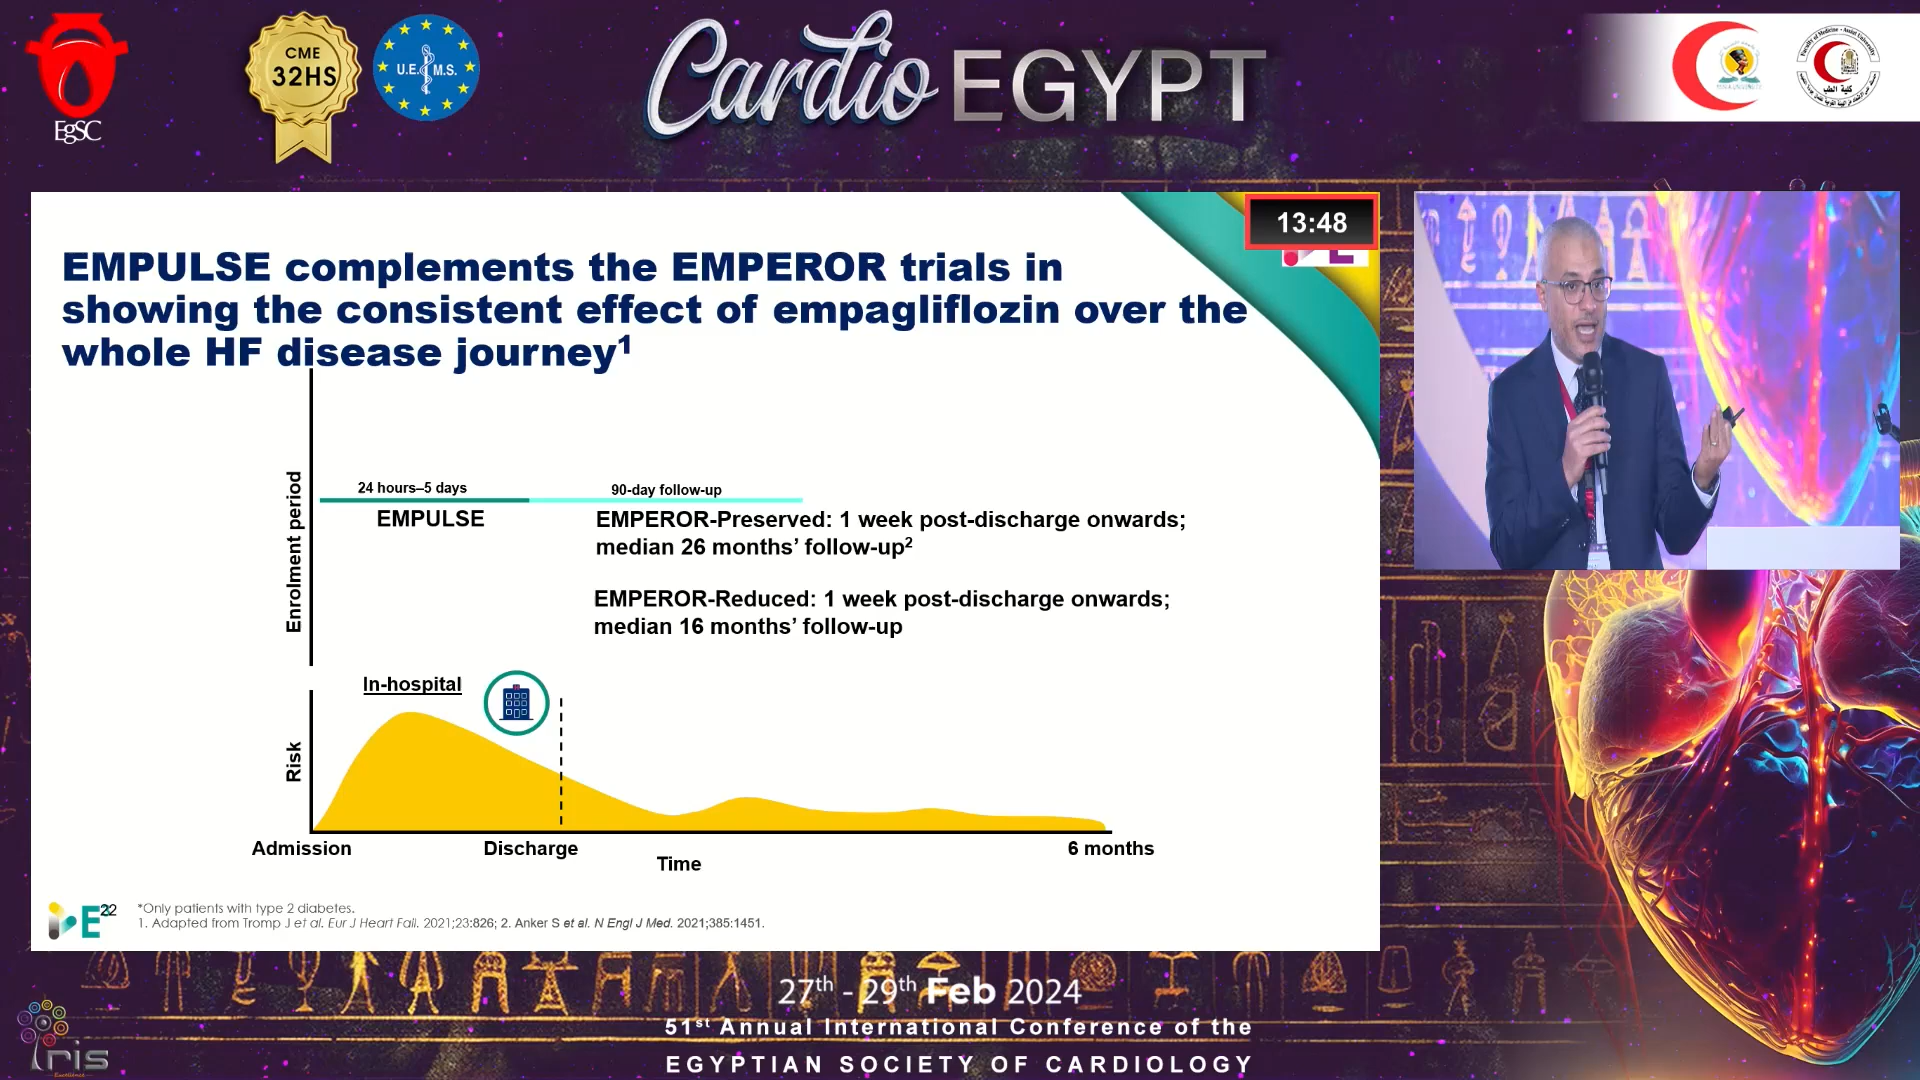 EgSC
CME
32HS
U.E.M.S.
Cardio EGYPT
كلية الطب
13:48
EMPULSE complements the EMPEROR trials in
showing the consistent effect of empagliflozin over the
whole HF disease journey¹
Enrolment period
24 hours–5 days
90-day follow-up
EMPULSE
EMPEROR-Preserved: 1 week post-discharge onwards;
median 26 months’ follow-up²
EMPEROR-Reduced: 1 week post-discharge onwards;
median 16 months’ follow-up
In-hospital
Risk
Admission
Discharge
6 months
Time
E
22
*Only patients with type 2 diabetes.
1. Adapted from Tromp J et al. Eur J Heart Fail. 2021;23:826; 2. Anker S et al. N Engl J Med. 2021;385:1451.
27th - 29th Feb 2024
51st Annual International Conference of the
EGYPTIAN SOCIETY OF CARDIOLOGY
Iris